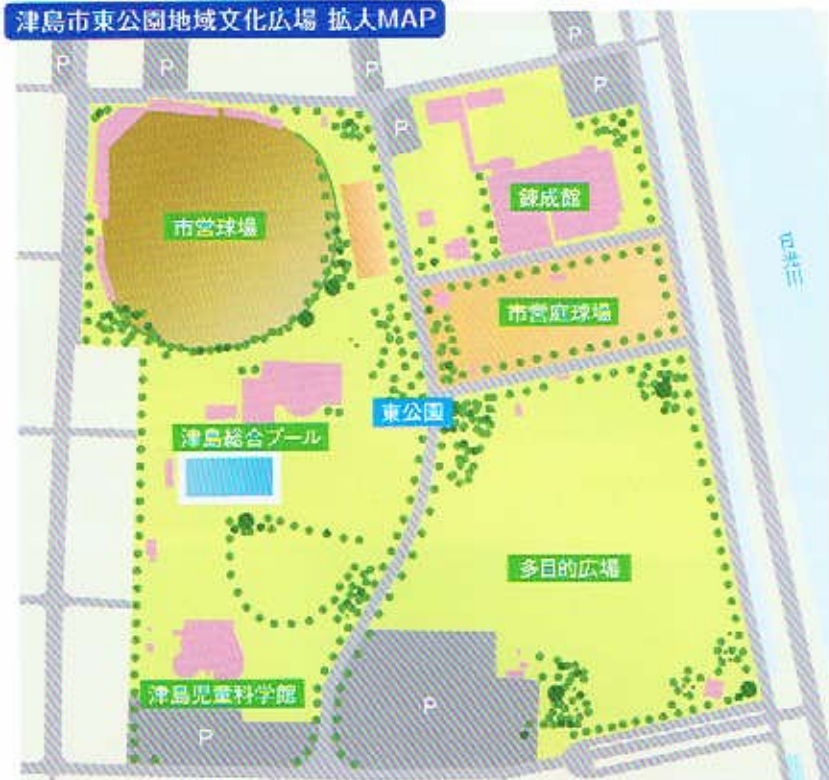 津島市東公園地域文化広場 拡大MAP
P
P
P
P
P
P
錬成館
市営球場
市営庭球場
東公園
津島総合プール
多目的広場
津島児童科学館
P
P